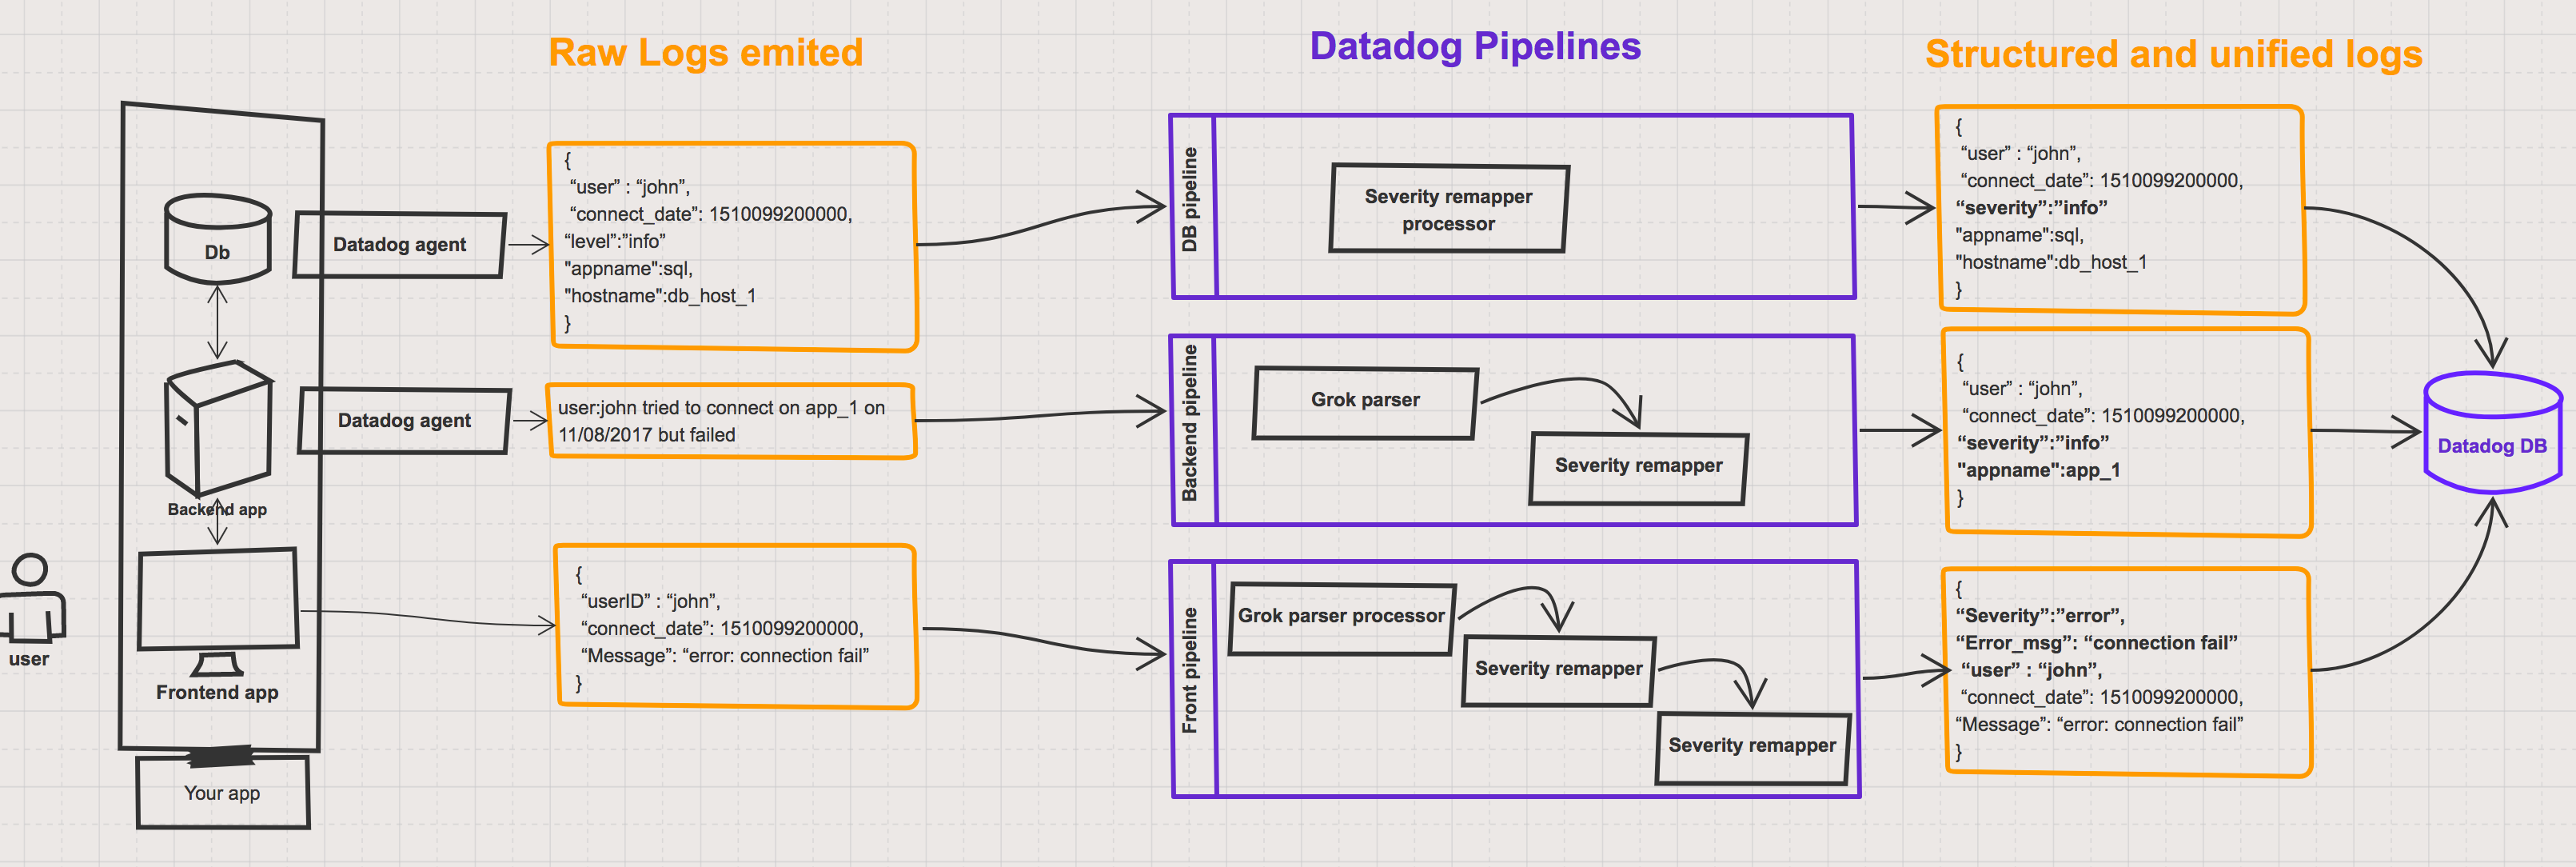 Raw Logs emited
Datadog Pipelines
Structured and unified logs
Db
Datadog agent
{
“user” : “john”,
“connect_date”: 1510099200000,
“level”:”info”
"appname":sql,
"hostname":db_host_1
}
DB pipeline
Severity remapper
processor
{
“user” : “john”,
“connect_date”: 1510099200000,
“severity”:”info”
"appname":sql,
"hostname":db_host_1
}
Backend app
Datadog agent
user:john tried to connect on app_1 on
11/08/2017 but failed
Backend pipeline
Grok parser
Severity remapper
{
“user” : “john”,
“connect_date”: 1510099200000,
“severity”:”info”
"appname":app_1
}
Datadog DB
user
Frontend app
Your app
{
“userID” : “john”,
“connect_date”: 1510099200000,
“Message”: “error: connection fail”
}
Front pipeline
Grok parser processor
Severity remapper
Severity remapper
{
“Severity”:”error”,
“Error_msg”: “connection fail”
“user” : “john”,
“connect_date”: 1510099200000,
“Message”: “error: connection fail”
}